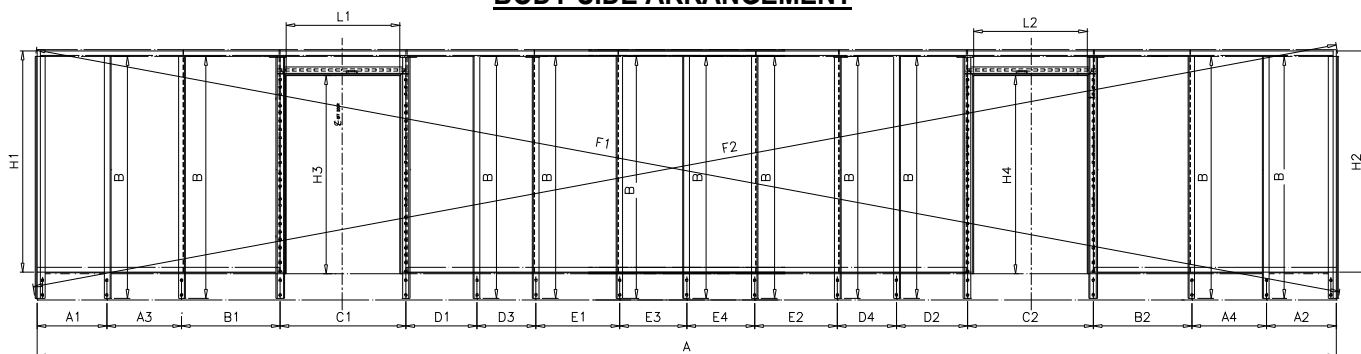 BODY SIDE ARRANGEMENT
L1 L2
H1 B B H3 B B B F1 F2 B B B B H4 B B H2
A1 A3 B1 C1 D1 D3 E1 E3 E4 E2 D4 D2 C2 B2 A4 A2
A